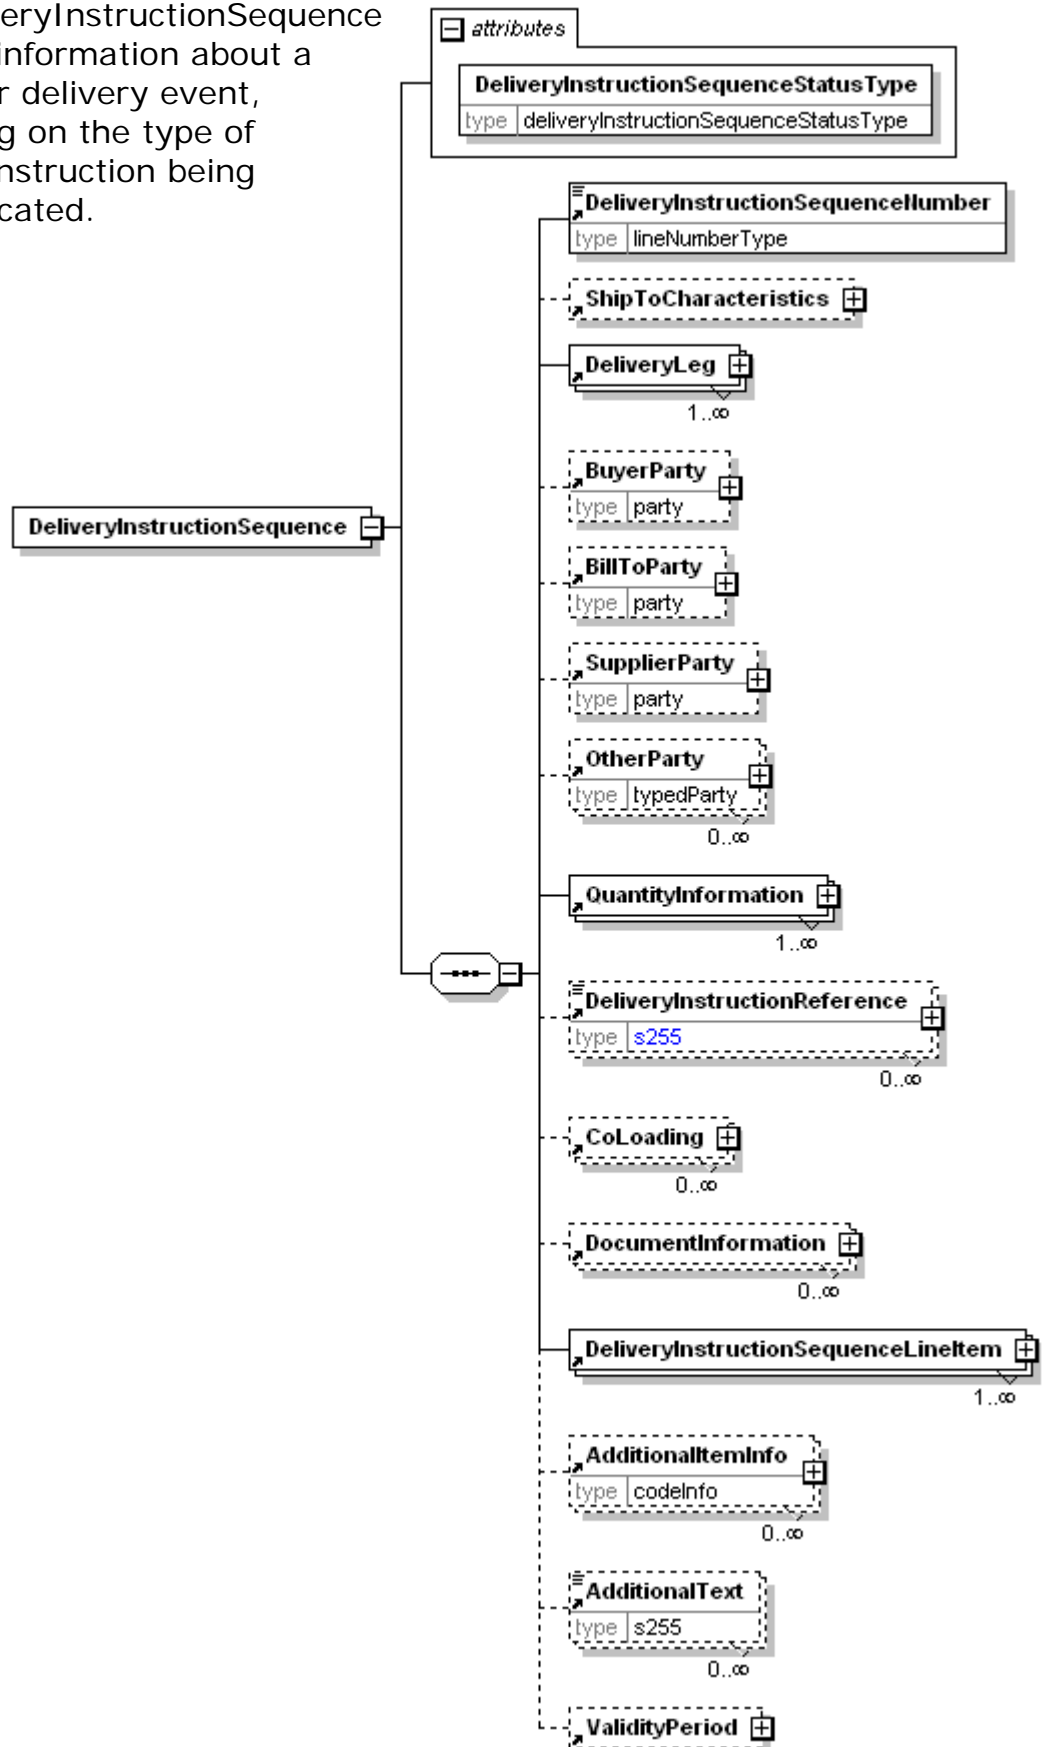 eryInstructionSequence
information about a
r delivery event,
g on the type of
nstruction being
cated.
attributes
DeliveryInstructionSequenceStatusType
type deliveryInstructionSequenceStatusType
DeliveryInstructionSequenceNumber
type lineNumberType
ShipToCharacteristics
DeliveryLeg
1..∞
BuyerParty
type party
DeliveryInstructionSequence
BillToParty
type party
SupplierParty
type party
OtherParty
type typedParty
0..∞
QuantityInformation
1..∞
DeliveryInstructionReference
type s255
0..∞
CoLoading
0..∞
DocumentInformation
0..∞
DeliveryInstructionSequenceLineItem
1..∞
AdditionalItemInfo
type codeInfo
0..∞
AdditionalText
type s255
0..∞
ValidityPeriod